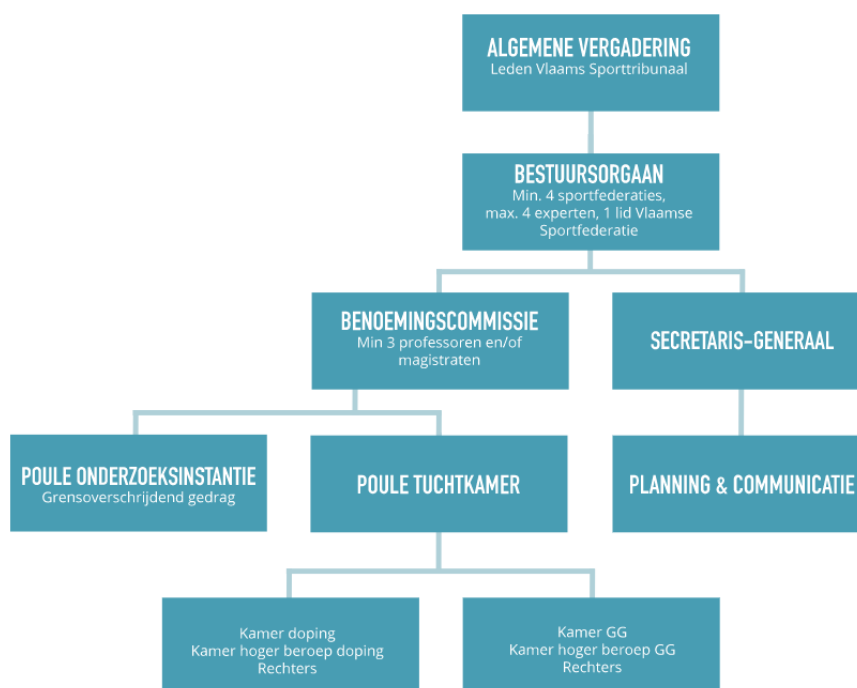 ALGEMENE VERGADERING
Leden Vlaams Sporttribunaal
BESTUURSORGAAN
Min. 4 sportfederaties,
max. 4 experten, 1 lid Vlaamse
Sportfederatie
BENOEMINGSCOMMISSIE
Min 3 professoren en/of
magistraten
SECRETARIS-GENERAAL
POULE ONDERZOEKSINSTANTIE
Grensoverschrijdend gedrag
POULE TUCHTKAMER
PLANNING & COMMUNICATIE
Kamer doping
Kamer hoger beroep doping
Rechters
Kamer GG
Kamer hoger beroep GG
Rechters